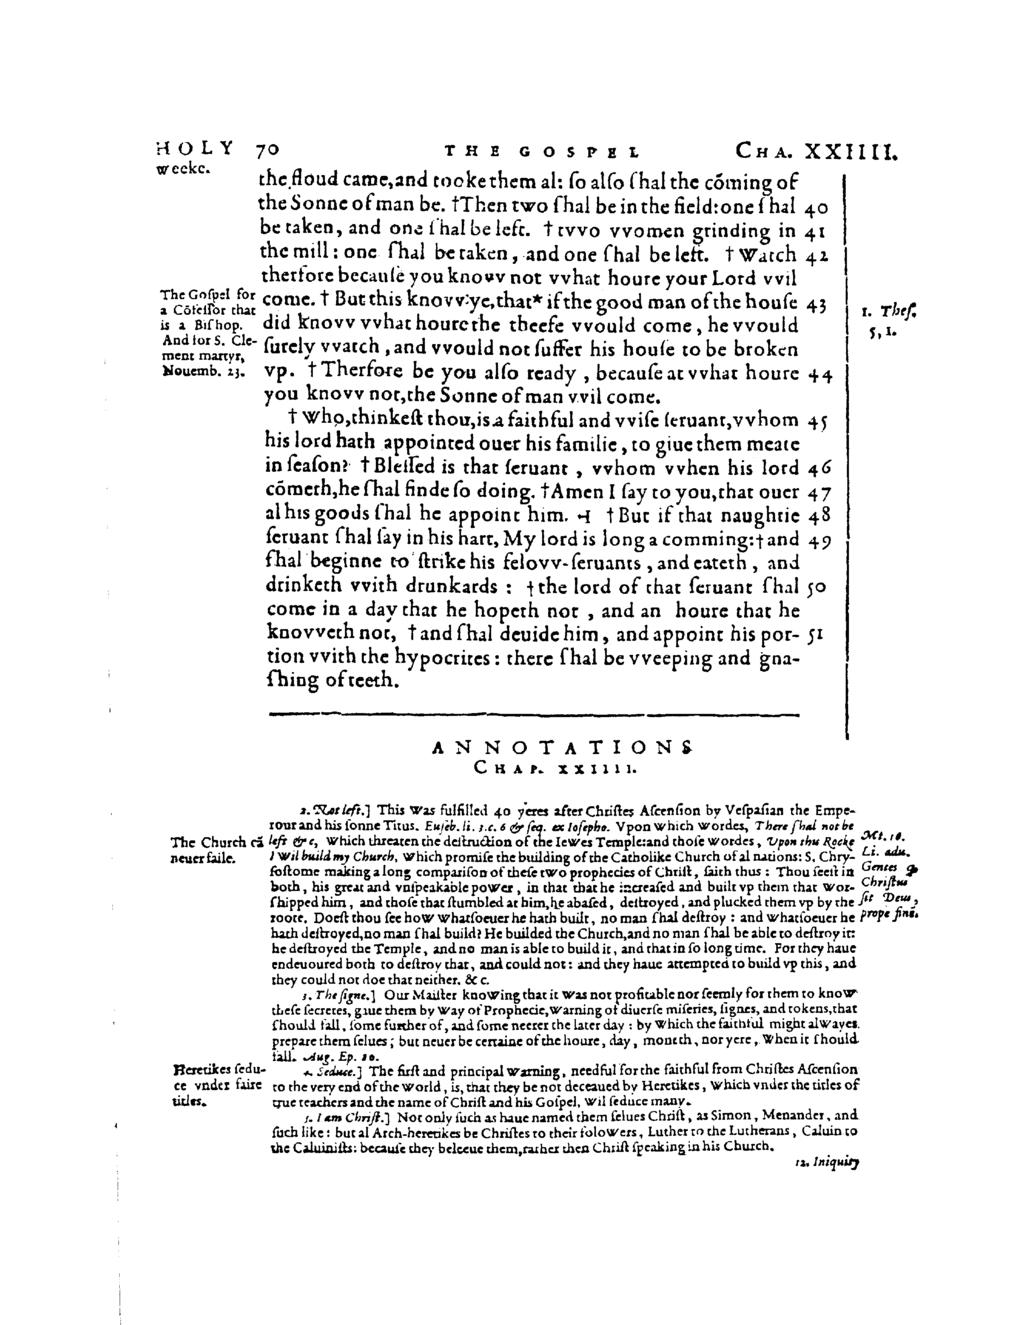 HOLY 70 THE GOSPEL CHA. XXIIII.
weeke.
the floud came,and tooke them al: ſo alſo ſhal the cóming of
the Sonne of man be. †Then two ſhal be in the field:one ſhal 40
be taken, and one ſhal be left. † tvvo vvomen grinding in 41
the mill: one ſhal be taken, and one ſhal be left. † Watch 42
therfore becauſe you knovv not vvhat houre your Lord vvil
come. † But this knovv ye,that* if the good man of the houſe 43
did knovv vvhat houre the theefe vvould come, he vvould
ſurely vvatch, and vvould not ſuffer his houſe to be broken
vp. † Therfore be you alſo ready, becauſe at vvhat houre 44
you knovv not,the Sonne of man vvil come.
† Who,thinkeſt thou,is a faithful and vviſe ſeruant,vvhom 45
his lord hath appointed ouer his familie, to giue them meate
in ſeaſon? † Bleſſed is that ſeruant, vvhom vvhen his lord 46
cómeth,he ſhal finde ſo doing. †Amen I ſay to you,that ouer 47
al his goods ſhal he appoint him. ⊣ † But if that naughtie 48
ſeruant ſhal ſay in his hart, My lord is long a comming:†and 49
ſhal beginne to ſtrike his felovv-ſeruants, and eateth, and
drinketh vvith drunkards: † the lord of that ſeruant ſhal 50
come in a day that he hopeth not, and an houre that he
knovveth not, † and ſhal deuide him, and appoint his por- 51
tion vvith the hypocrites: there ſhal be vveeping and gna-
ſhing of teeth.
The Goſpel for
a Cófeſſor that
is a Biſhop.
And for S. Cle-
ment martyr,
Nouemb. 23.
1. Theſ.
5,1.
ANNOTATIONS
CHAP. XXIIII.
2. Not left.] This was fulfilled 40 yeres after Chriſtes Aſcenſion by Veſpaſian the Empe-
rour and his ſonne Titus. Euſeb. li. 3.c. 6 & ſeq. ex Ioſepho. Vpon which wordes, There ſhal not be
left &c, which threaten the deſtruction of the Iewes Temple:and thoſe wordes, Vpon this Rocke
I wil build my Church, which promiſe the building of the Catholike Church of al nations: S. Chry-
ſoſtome making a long compariſon of theſe two prophecies of Chriſt, ſaith thus: Thou ſeeſt in
both, his great and vnſpeakable power, in that that he increaſed and built vp them that wor-
ſhipped him, and thoſe that ſtumbled at him,he abaſed, deſtroyed, and plucked them vp by the
roote. Doeſt thou ſee how whatſoeuer he hath built, no man ſhal deſtroy: and whatſoeuer he
hath deſtroyed,no man ſhal build? He builded the Church,and no man ſhal be able to deſtroy it:
he deſtroyed the Temple, and no man is able to build it, and that in ſo long time. For they haue
endeuoured both to deſtroy that, and could not: and they haue attempted to build vp this, and
they could not doe that neither. &c.
The Church cã
neuer faile.
Mt. 16.
Li. adu.
Gentes
Chriſtus
ſit Deus,
prope finẽ.
3. The ſigne.] Our Maiſter knowing that it was not profitable nor ſeemly for them to know
theſe ſecretes, giue them by way of Prophecie,warning of diuerſe miſeries, ſignes, and tokens,that
ſhould fall, ſome further of, and ſome neerer the later day: by which the faithful might alwayes
prepare them ſelues; but neuer be certaine of the houre, day, moneth, nor yere, when it ſhould
fall. Aug. Ep. 80.
4. Seduce.] The firſt and principal warning, needful for the faithful from Chriſtes Aſcenſion
to the very end of the world, is, that they be not deceaued by Heretikes, which vnder the titles of
true teachers and the name of Chriſt and his Goſpel, wil ſeduce many.
Heretikes ſedu-
ce vnder faire
titles.
5. I am Chriſt.] Not only ſuch as haue named them ſelues Chriſt, as Simon, Menander, and
ſuch like: but al Arch-heretikes be Chriſtes to their folowers, Luther to the Lutherans, Caluin to
the Caluiniſts: becauſe they beleeue them,rather then Chriſt ſpeaking in his Church.
12. Iniquity